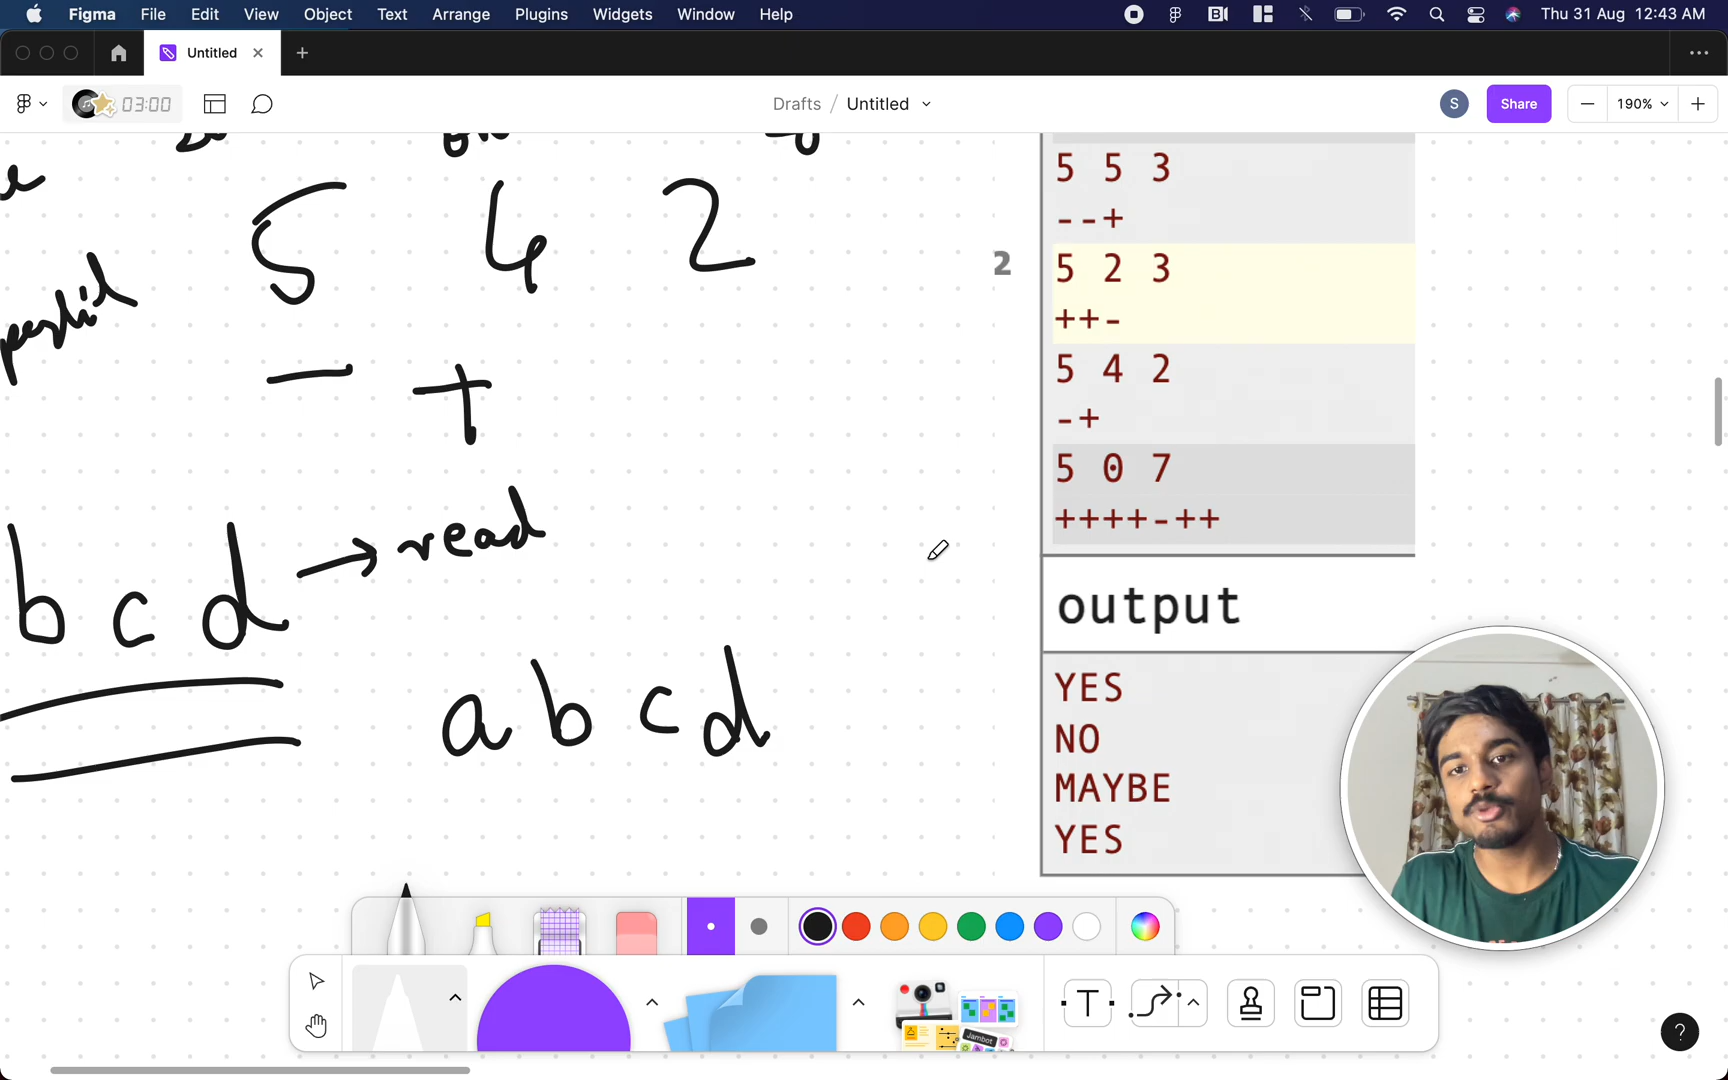 Figma File Edit View Object Text Arrange Plugins Widgets Window Help Thu 31 Aug 12:43 AM
Untitled
03:00 Drafts / Untitled S Share 190%
5 4 2
- +
b c d → read
a b c d
5 5 3
--+
2
5 2 3
++-
5 4 2
-+
5 0 7
++++-++
output
YES
NO
MAYBE
YES
T
Jambot
?